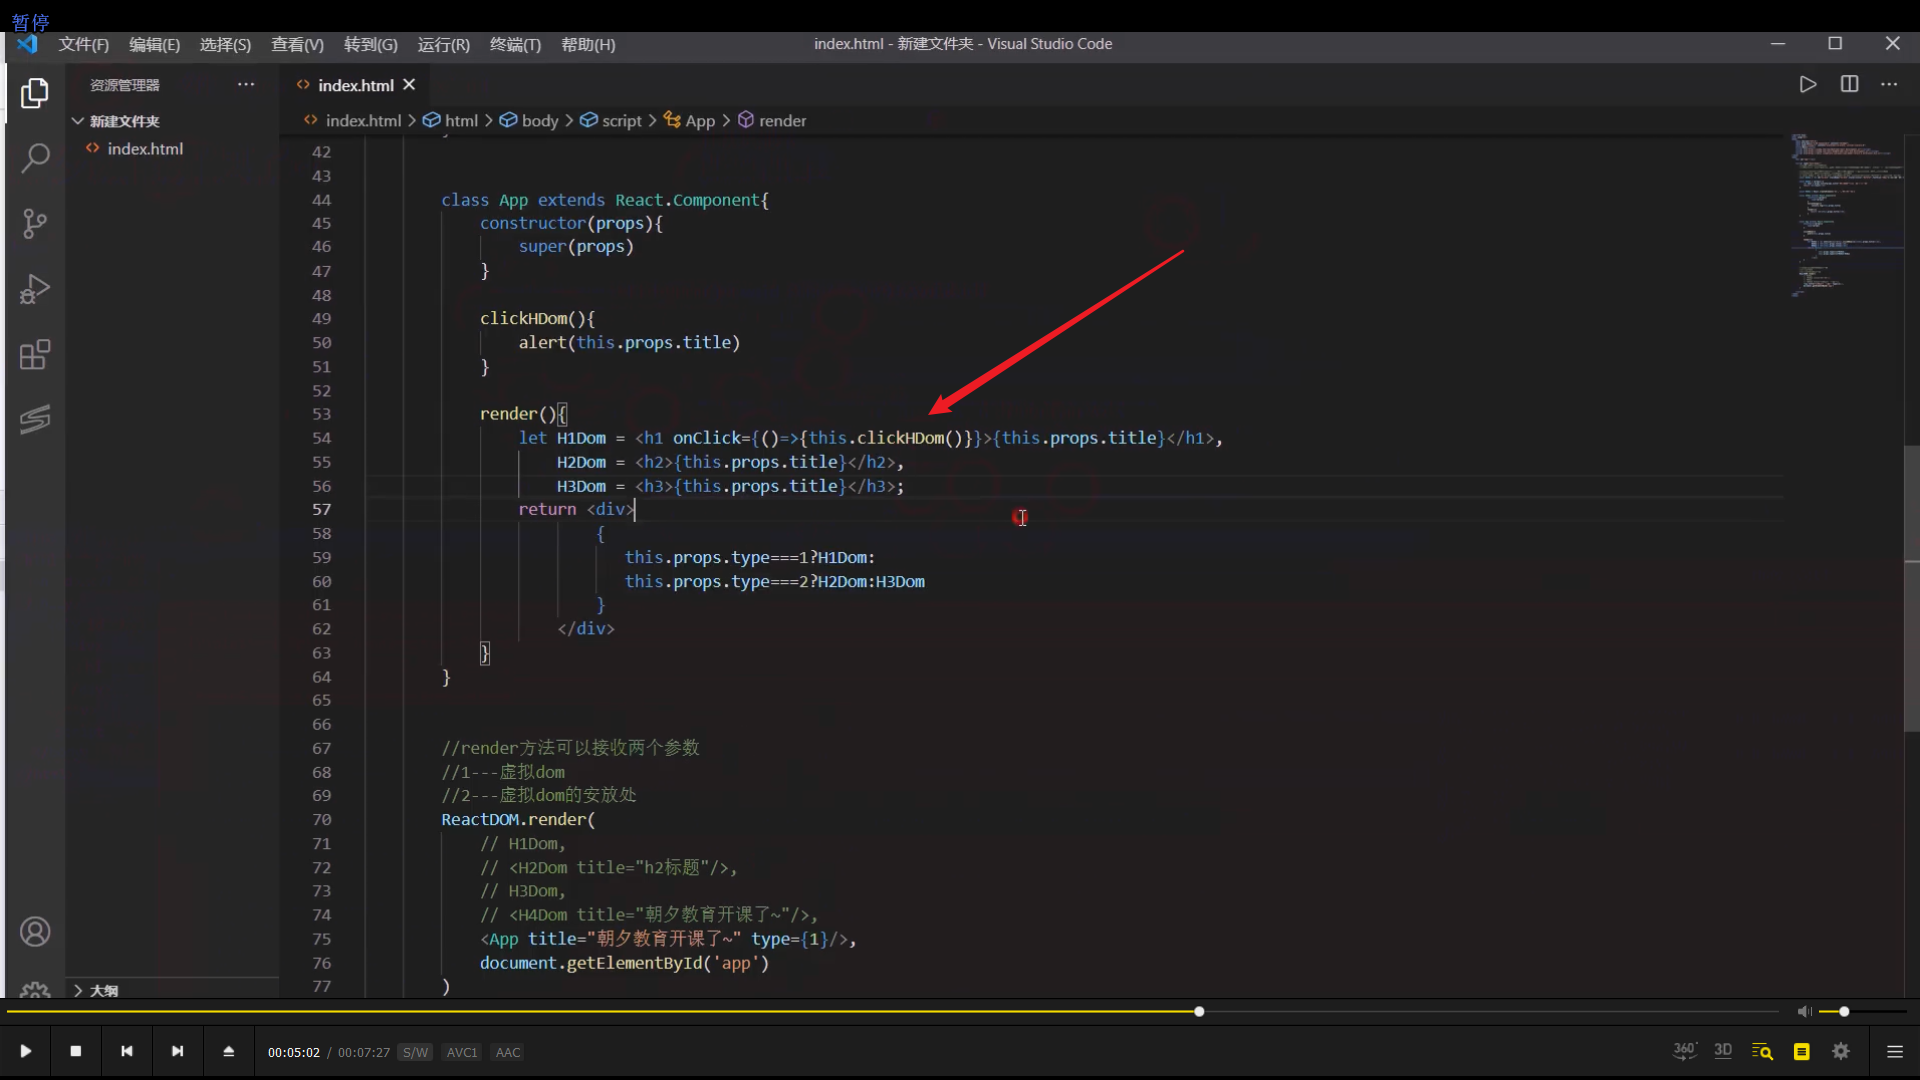 暂停
文件(F) 编辑(E) 选择(S) 查看(V) 转到(G) 运行(R) 终端(T) 帮助(H) index.html - 新建文件夹 - Visual Studio Code
资源管理器 index.html
新建文件夹 index.html > html > body > script > App > render
index.html
42
43
44 class App extends React.Component{
45 constructor(props){
46 super(props)
47 }
48
49 clickHDom(){
50 alert(this.props.title)
51 }
52
53 render(){
54 let H1Dom = <h1 onClick={()=>{this.clickHDom()}}>{this.props.title}</h1>,
55 H2Dom = <h2>{this.props.title}</h2>,
56 H3Dom = <h3>{this.props.title}</h3>;
57 return <div>
58 {
59 this.props.type===1?H1Dom:
60 this.props.type===2?H2Dom:H3Dom
61 }
62 </div>
63 }
64 }
65
66
67 //render方法可以接收两个参数
68 //1---虚拟dom
69 //2---虚拟dom的安放处
70 ReactDOM.render(
71 // H1Dom,
72 // <H2Dom title="h2标题"/>,
73 // H3Dom,
74 // <H4Dom title="朝夕教育开课了~"/>,
75 <App title="朝夕教育开课了~" type={1}/>,
76 document.getElementById('app')
77 )
大纲
00:05:02 / 00:07:27 S/W AVC1 AAC 360° 3D